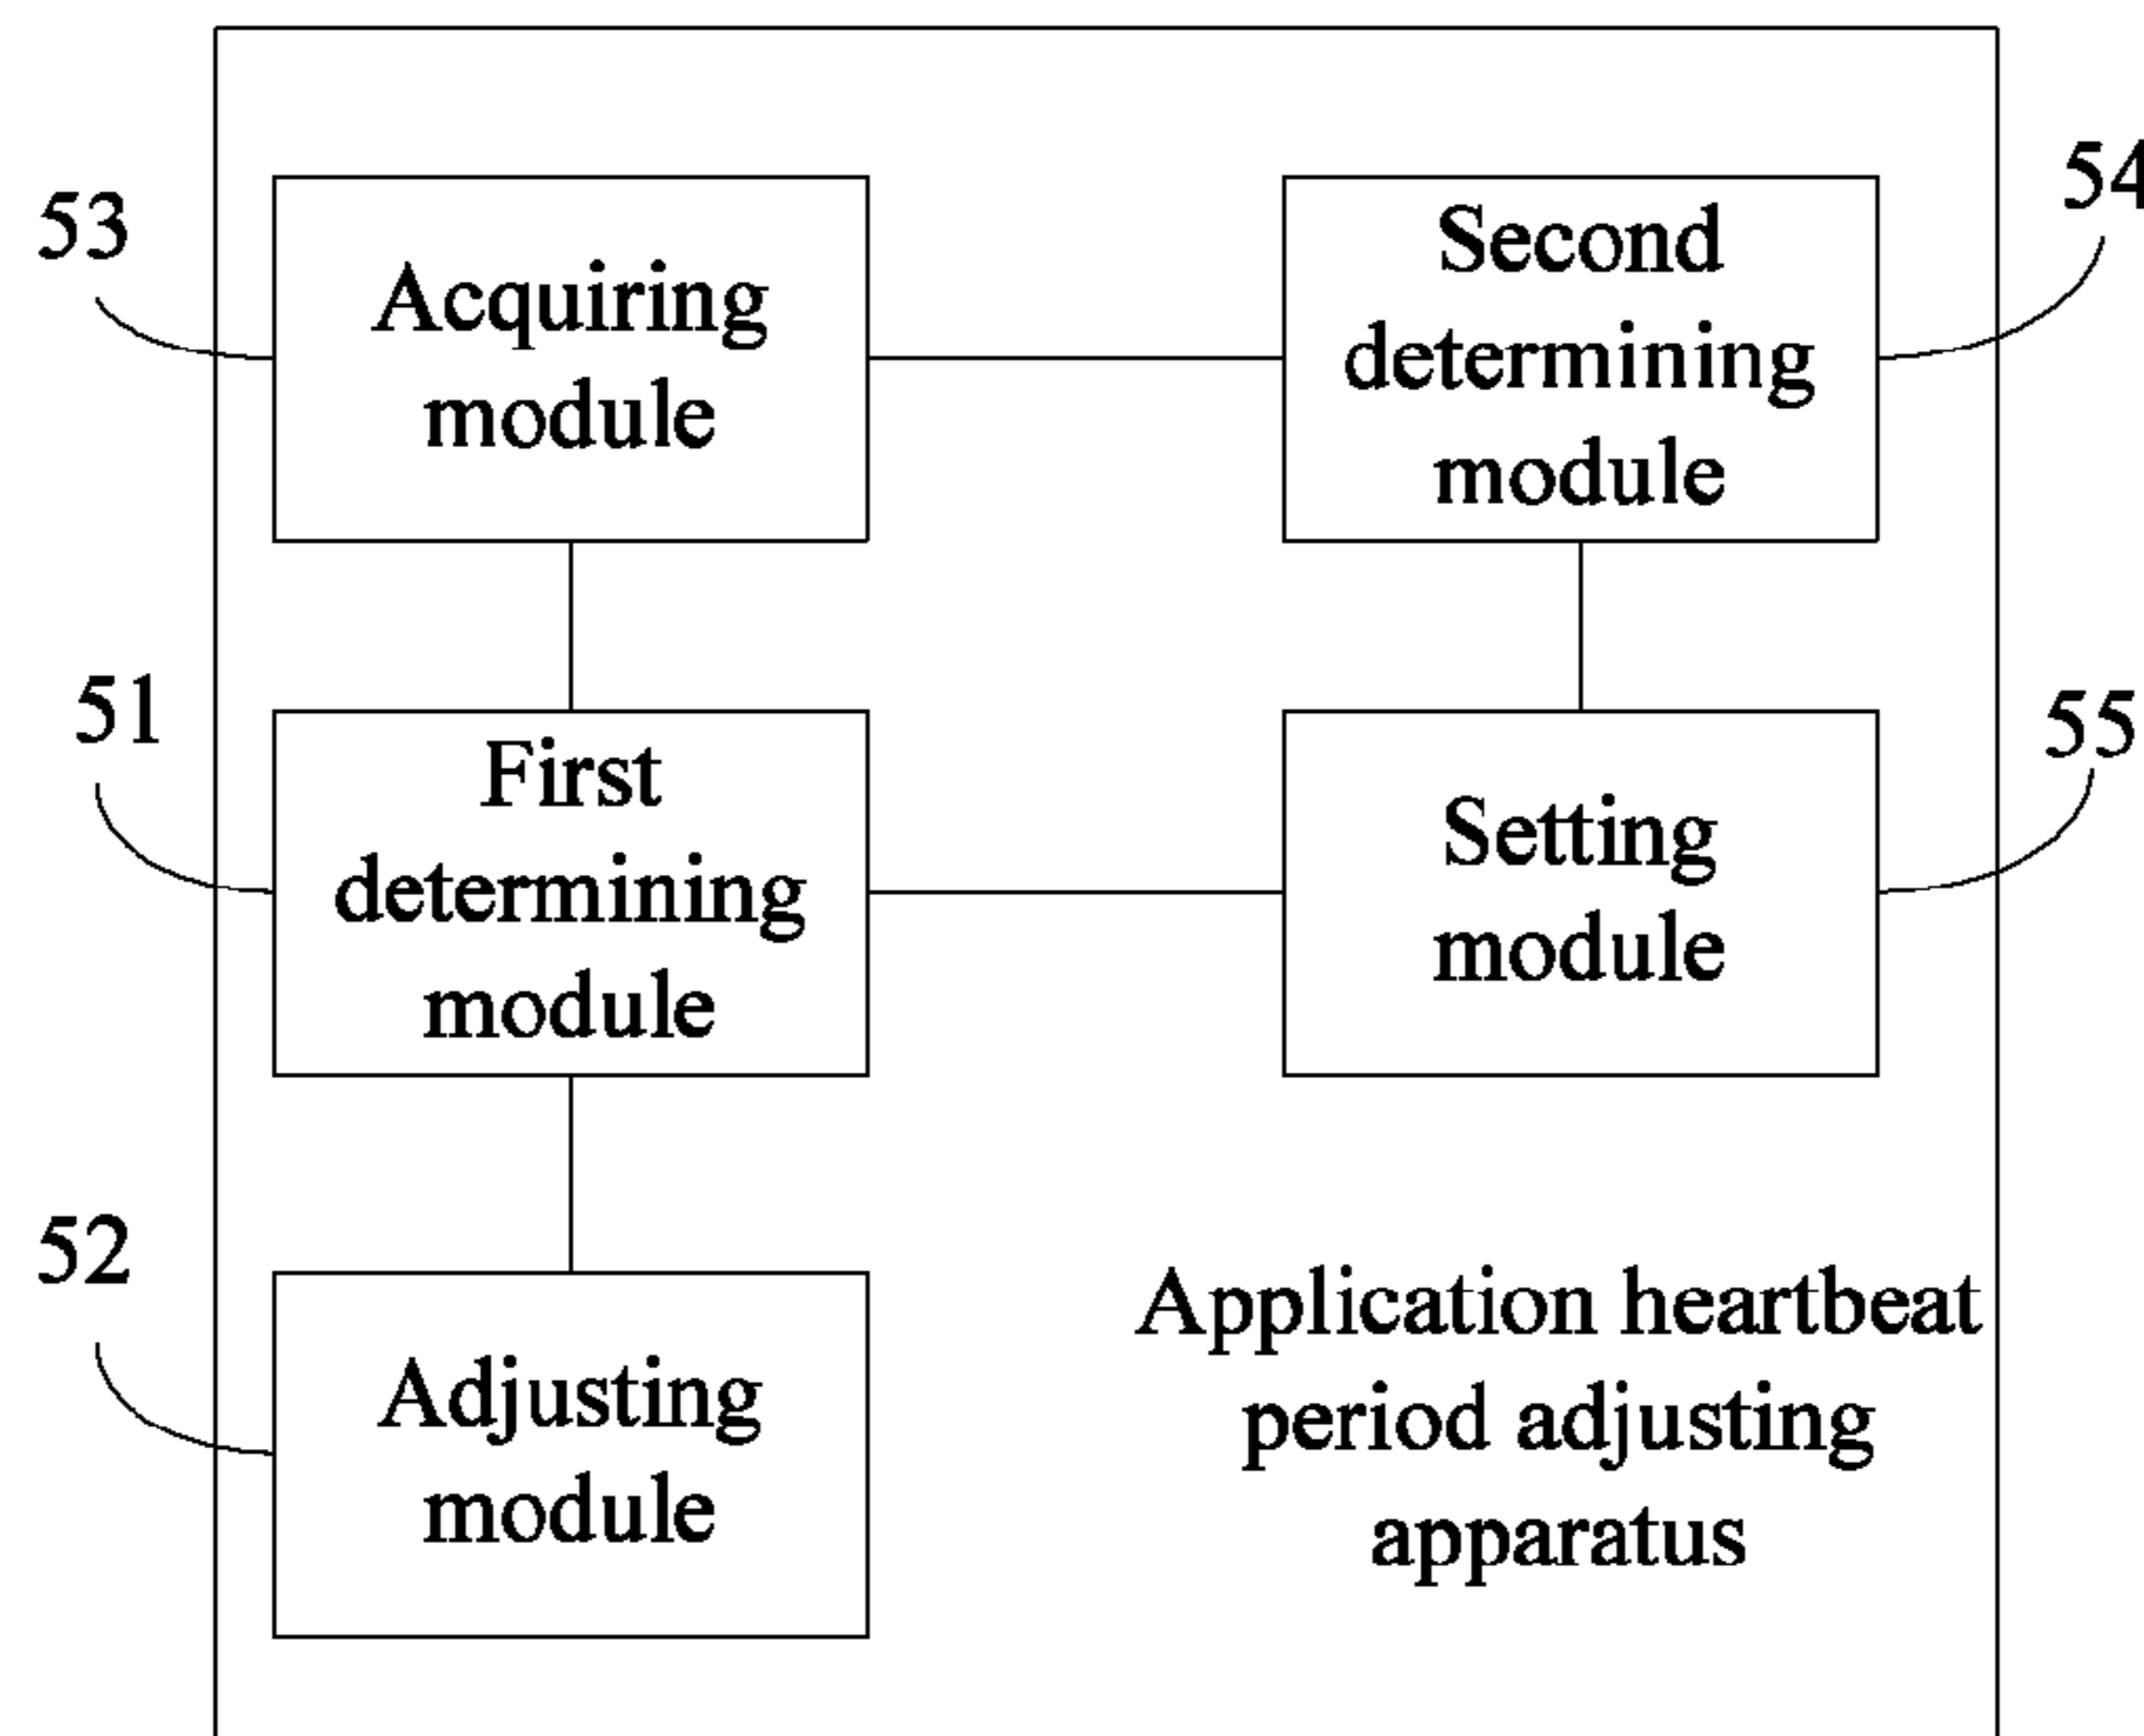 53
Acquiring
module
54
Second
determining
module
51
First
determining
module
55
Setting
module
52
Adjusting
module
Application heartbeat
period adjusting
apparatus